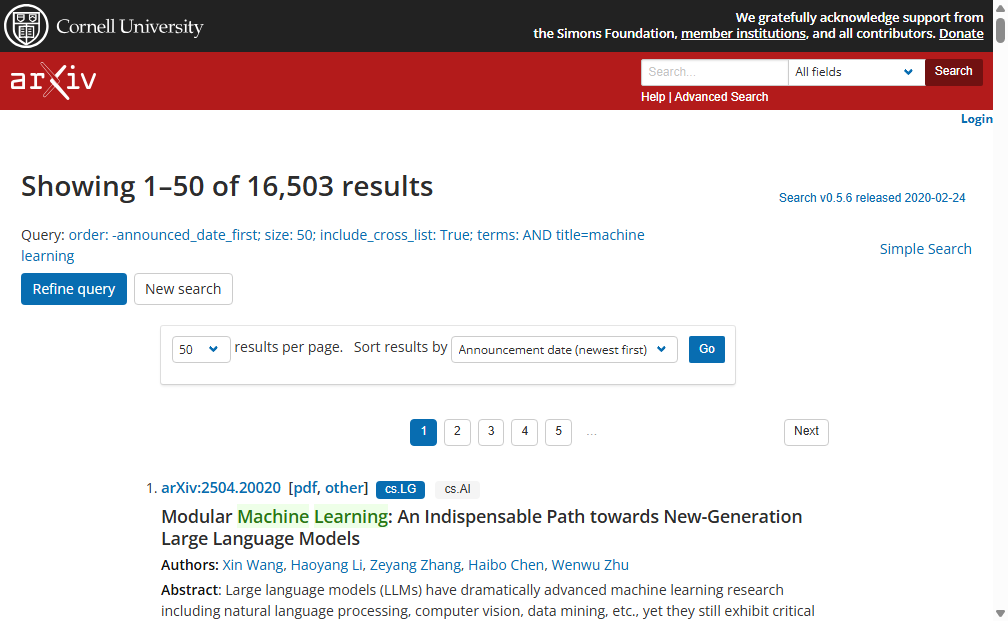 Cornell University
We gratefully acknowledge support from
the Simons Foundation, member institutions, and all contributors. Donate
arXiv
Search...
All fields
Search
Help | Advanced Search
Login
Showing 1–50 of 16,503 results
Search v0.5.6 released 2020-02-24
Query: order: -announced_date_first; size: 50; include_cross_list: True; terms: AND title=machine
learning
Simple Search
Refine query
New search
50 results per page. Sort results by Announcement date (newest first) Go
1 2 3 4 5 ... Next
1. arXiv:2504.20020 [pdf, other] cs.LG cs.AI
Modular Machine Learning: An Indispensable Path towards New-Generation
Large Language Models
Authors: Xin Wang, Haoyang Li, Zeyang Zhang, Haibo Chen, Wenwu Zhu
Abstract: Large language models (LLMs) have dramatically advanced machine learning research
including natural language processing, computer vision, data mining, etc., yet they still exhibit critical